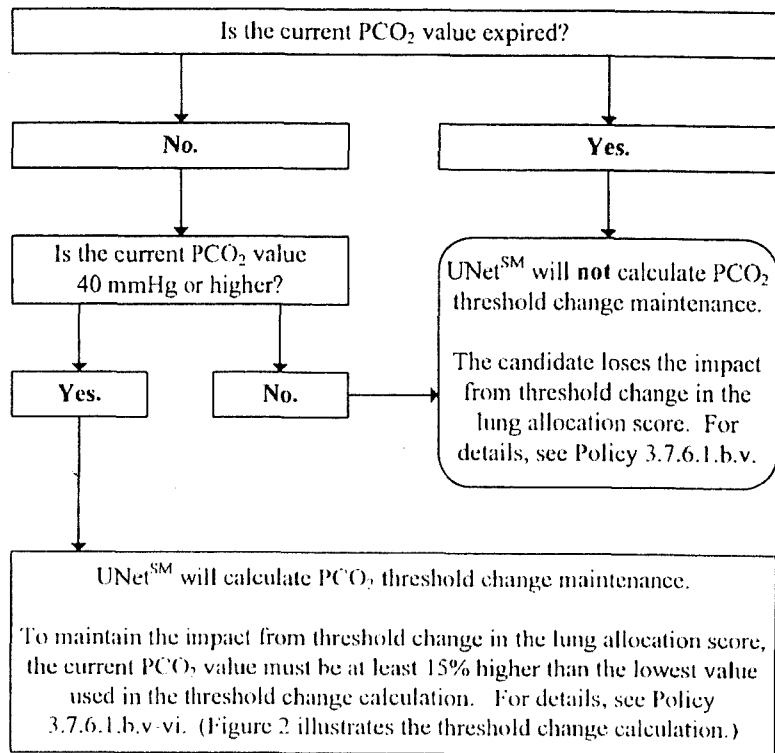 Is the current PCO₂ value expired?
No.
Yes.
Is the current PCO₂ value
40 mmHg or higher?
UNet^SM will not calculate PCO₂
threshold change maintenance.
The candidate loses the impact
from threshold change in the
lung allocation score. For
details, see Policy 3.7.6.1.b.v.
Yes.
No.
UNet^SM will calculate PCO₂ threshold change maintenance.
To maintain the impact from threshold change in the lung allocation score,
the current PCO₂ value must be at least 15% higher than the lowest value
used in the threshold change calculation. For details, see Policy
3.7.6.1.b.v-vi. (Figure 2 illustrates the threshold change calculation.)